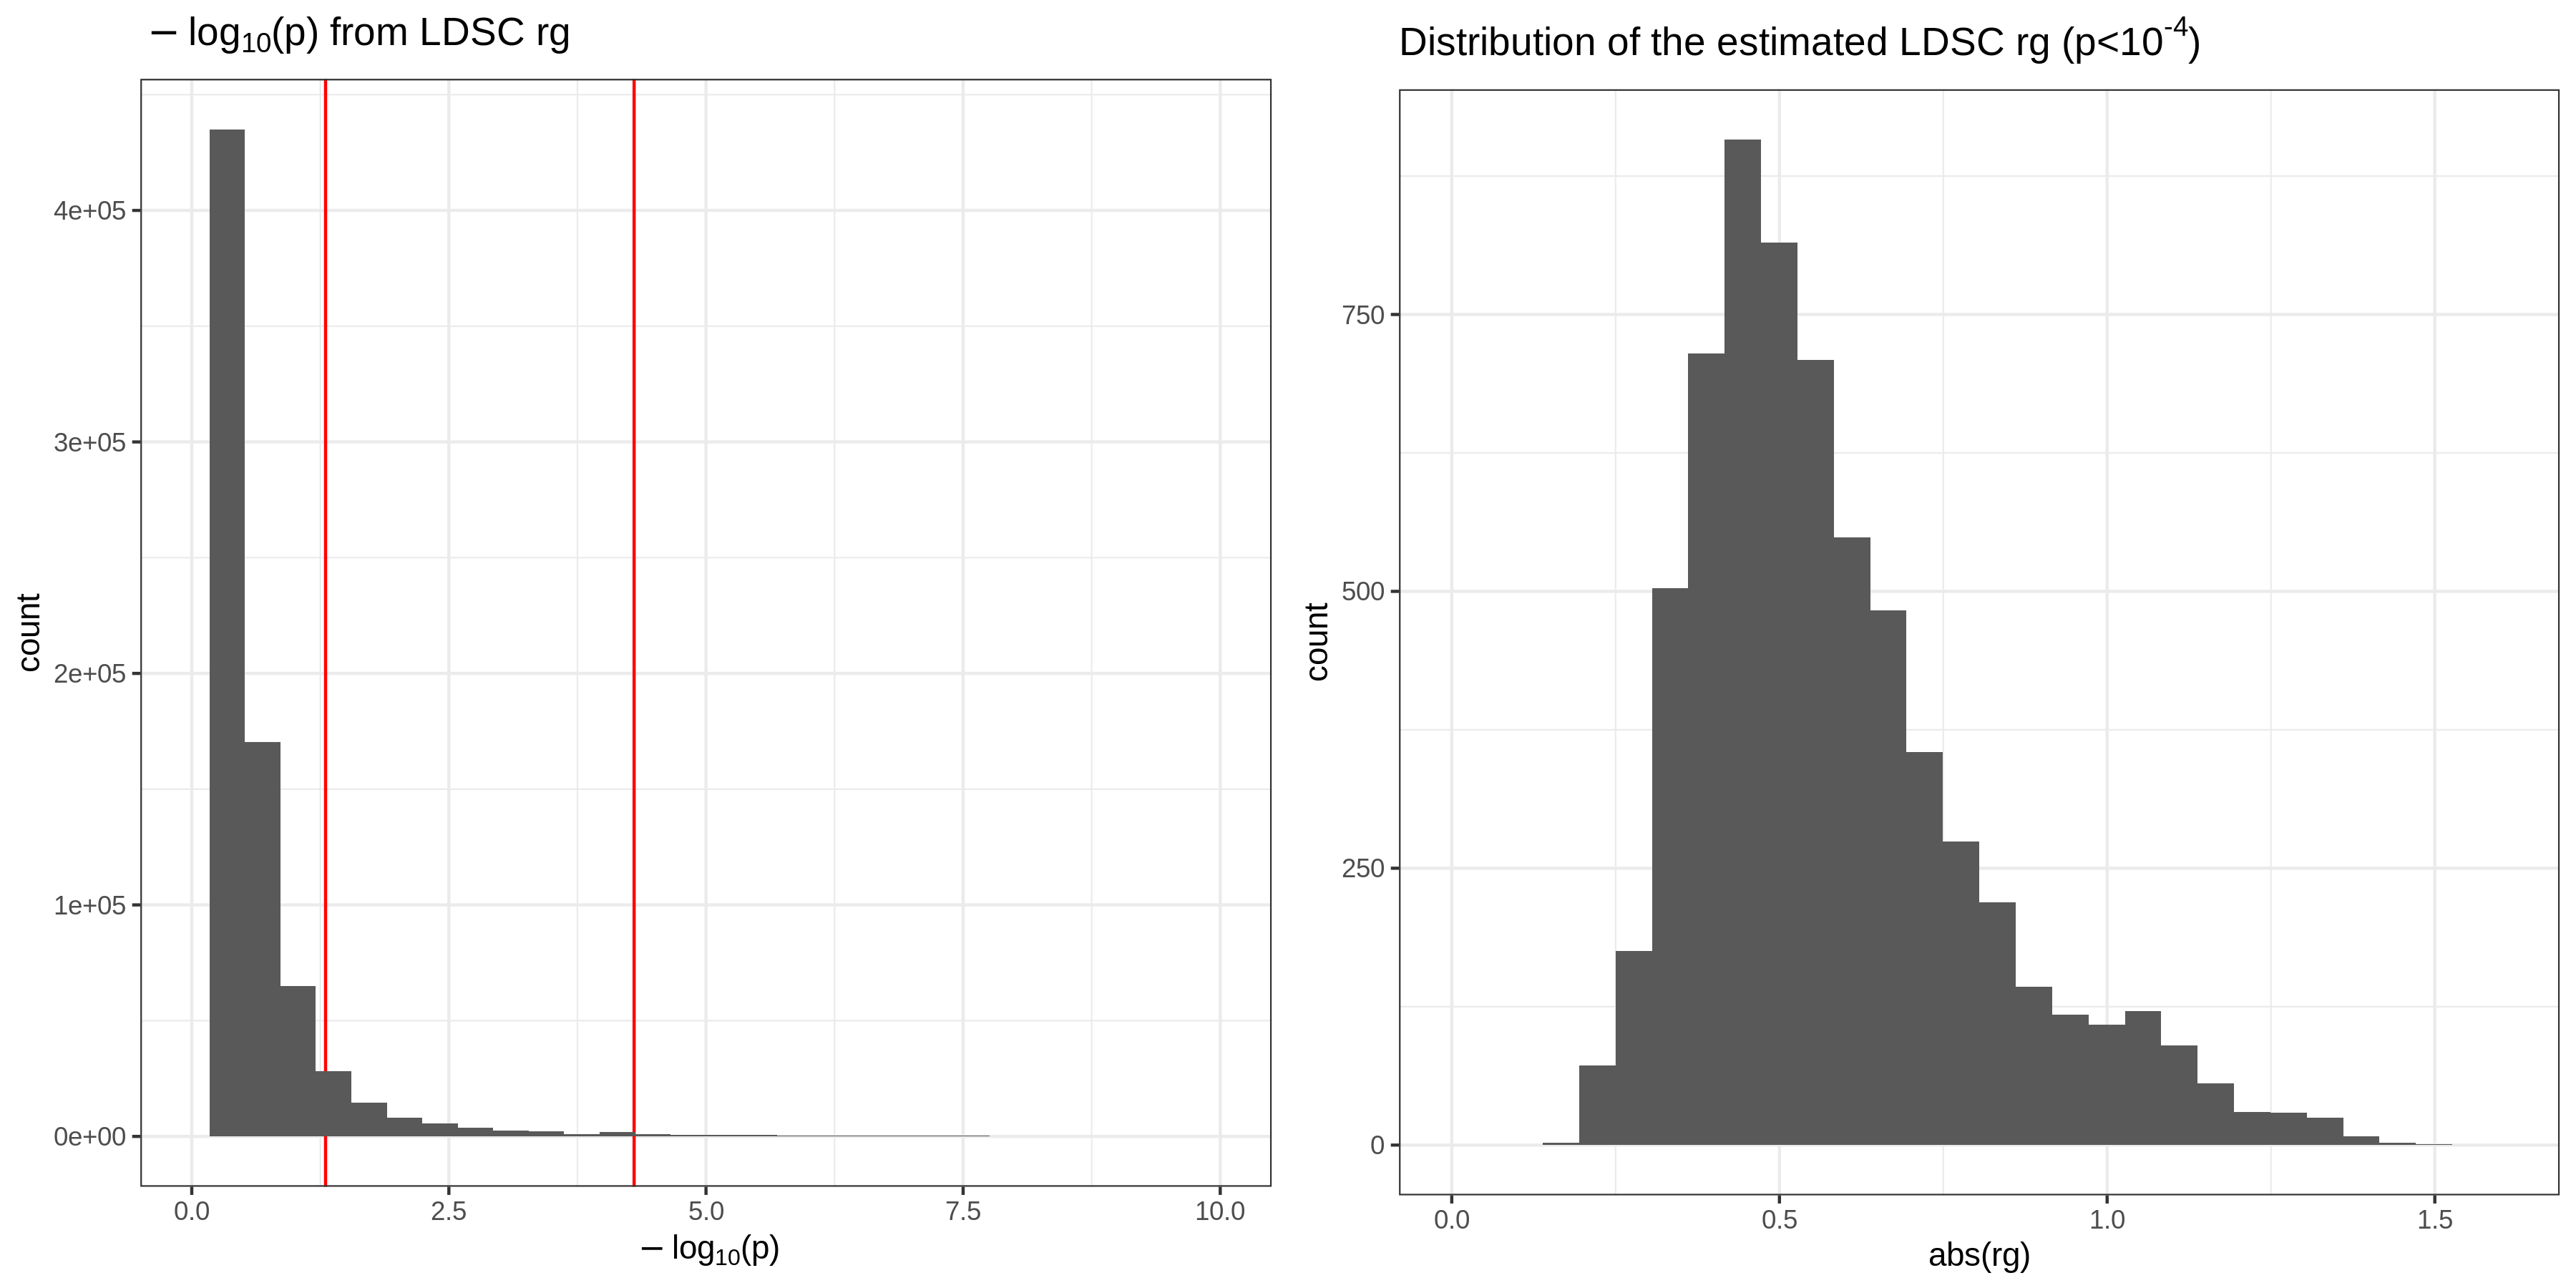 − log10(p) from LDSC rg
count
4e+05
3e+05
2e+05
1e+05
0e+00
0.0 2.5 5.0 7.5 10.0
− log10(p)
Distribution of the estimated LDSC rg (p<10-4)
count
750
500
250
0
0.0 0.5 1.0 1.5
abs(rg)